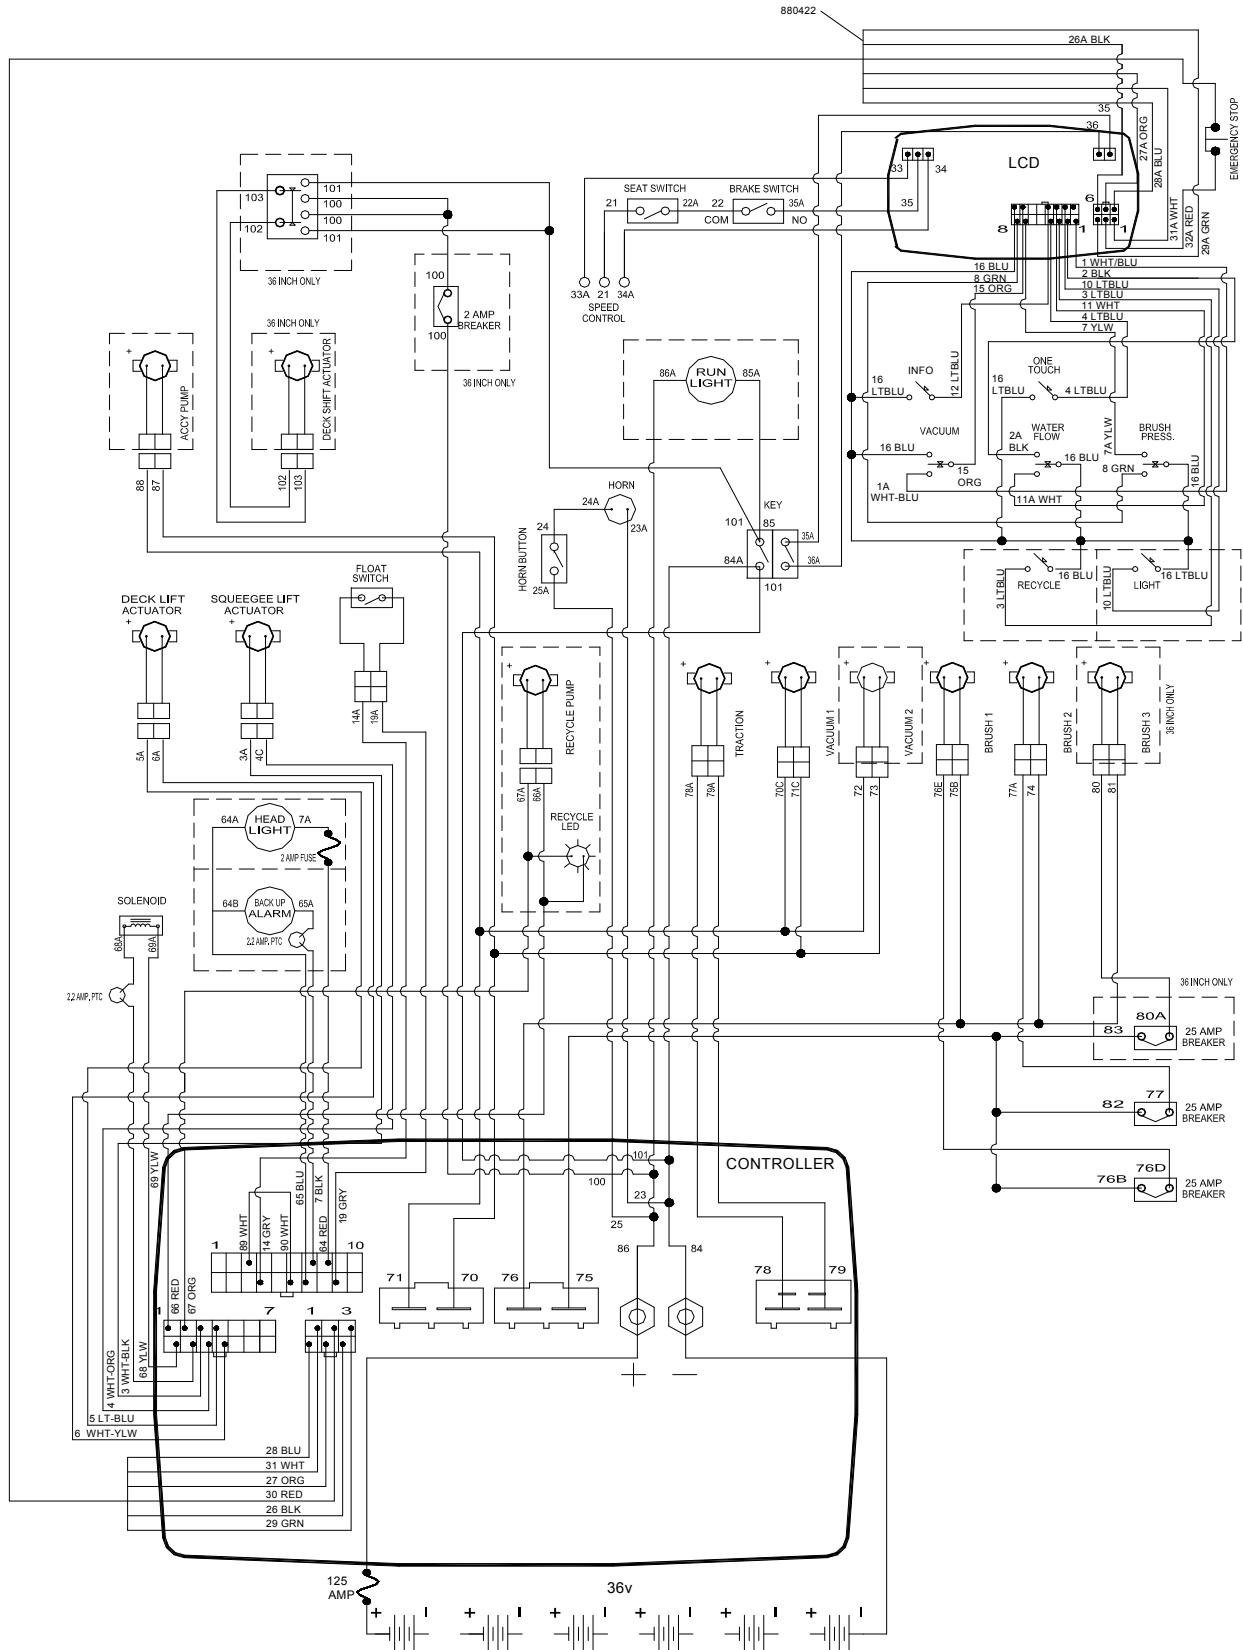 880422
26A BLK
35
36
27A ORG
28A BLU
31A WHT
32A RED
29A GRN
EMERGENCY STOP
LCD
33
34
35
6
1
8
1
103
101
100
100
102
101
36 INCH ONLY
SEAT SWITCH
21
22A
BRAKE SWITCH
22
35A
COM
NO
33A
21
34A
SPEED
CONTROL
16 BLU
8 GRN
15 ORG
1 WHT/BLU
2 BLK
10 LTBLU
3 LTBLU
11 WHT
4 LTBLU
7 YLW
100
2 AMP
BREAKER
100
36 INCH ONLY
36 INCH ONLY
+
ACCY PUMP
+
DECK SHIFT ACTUATOR
86A
RUN
LIGHT
85A
INFO
16
LTBLU
12 LTBLU
ONE
TOUCH
16
LTBLU
4 LTBLU
VACUUM
16 BLU
15
ORG
1A
WHT-BLU
WATER
FLOW
2A
BLK
16 BLU
11A WHT
7A YLW
BRUSH
PRESS.
8 GRN
16 BLU
88
87
102
103
HORN
24A
23A
24
HORN BUTTON
25A
KEY
101
85
84A
35A
36A
101
3 LTBLU
RECYCLE
16 BLU
10 LTBLU
LIGHT
16 LTBLU
FLOAT
SWITCH
DECK LIFT
ACTUATOR
+
SQUEEGEE LIFT
ACTUATOR
+
14A
19A
5A
6A
3A
4C
+
RECYCLE PUMP
67A
66A
RECYCLE
LED
+
TRACTION
78A
79A
+
VACUUM 1
70C
71C
+
VACUUM 2
72
73
+
BRUSH 1
76E
75B
+
BRUSH 2
77A
74
+
BRUSH 3
36 INCH ONLY
80
81
64A
HEAD
LIGHT
7A
2 AMP FUSE
64B
BACK UP
ALARM
65A
2.2 AMP. PTC
SOLENOID
68A
69A
2.2 AMP. PTC
36 INCH ONLY
80A
83
25 AMP
BREAKER
77
82
25 AMP
BREAKER
76D
76B
25 AMP
BREAKER
CONTROLLER
101
100
23
25
86
84
69 YLW
89 WHT
14 GRY
90 WHT
65 BLU
7 BLK
64 RED
19 GRY
1
10
66 RED
67 ORG
1
7
1
3
71
70
76
75
78
79
4 WHT-ORG
3 WHT-BLK
68 YLW
5 LT-BLU
6 WHT-YLW
+
—
28 BLU
31 WHT
27 ORG
30 RED
26 BLK
29 GRN
125
AMP
36v
+ - + - + - + - + - + -